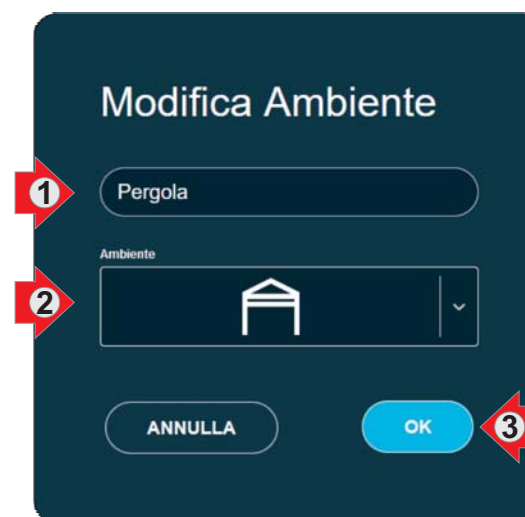 Modifica Ambiente
1
Pergola
Ambiente
2
ANNULLA
OK
3